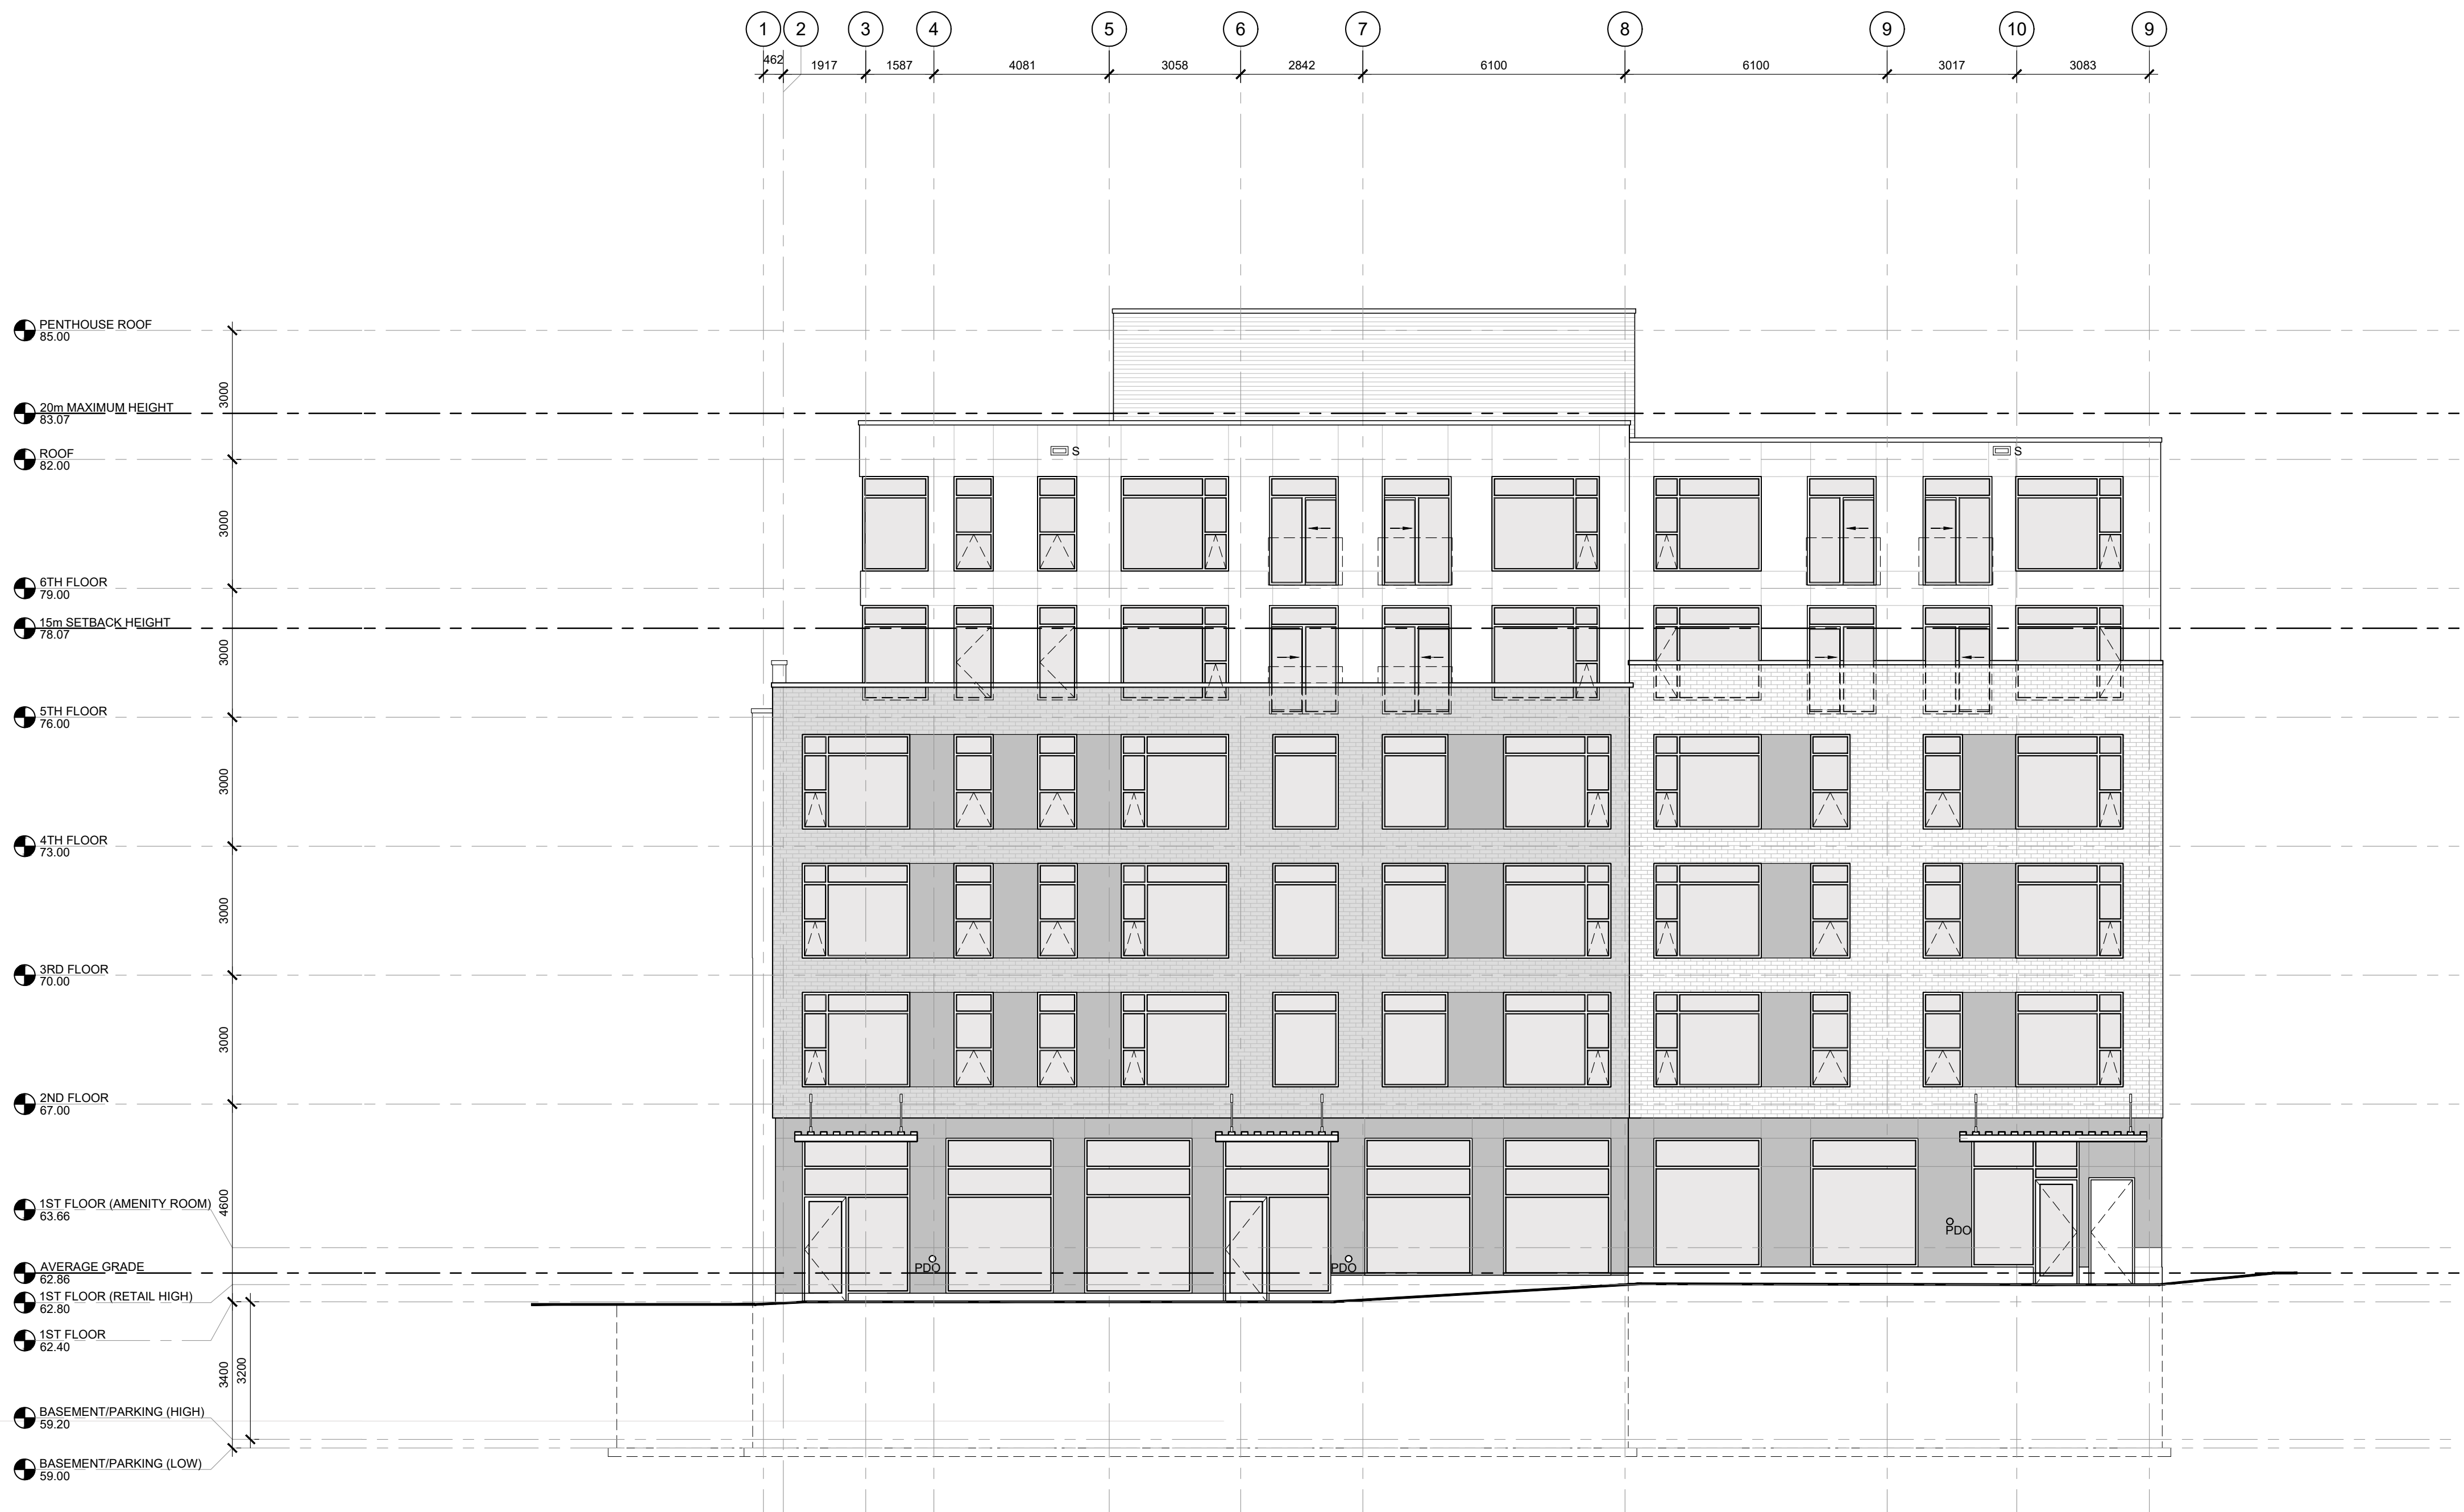 1 2 3 4 5 6 7 8 9 10 9
462 1917 1587 4081 3058 2842 6100 6100 3017 3083
PENTHOUSE ROOF
85.00
3000
20m MAXIMUM HEIGHT
83.07
ROOF
82.00
S
S
3000
6TH FLOOR
79.00
15m SETBACK HEIGHT
78.07
3000
5TH FLOOR
76.00
3000
4TH FLOOR
73.00
3000
3RD FLOOR
70.00
3000
2ND FLOOR
67.00
4600
1ST FLOOR (AMENITY ROOM)
63.66
PDO
PDO
PDO
AVERAGE GRADE
62.86
1ST FLOOR (RETAIL HIGH)
62.80
1ST FLOOR
62.40
3400
3200
BASEMENT/PARKING (HIGH)
59.20
BASEMENT/PARKING (LOW)
59.00